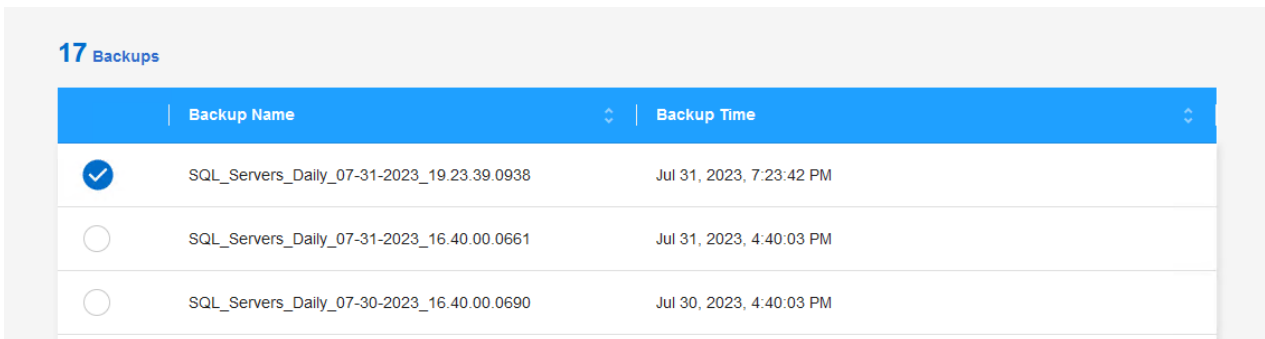 17 Backups
Backup Name Backup Time
SQL_Servers_Daily_07-31-2023_19.23.39.0938 Jul 31, 2023, 7:23:42 PM
SQL_Servers_Daily_07-31-2023_16.40.00.0661 Jul 31, 2023, 4:40:03 PM
SQL_Servers_Daily_07-30-2023_16.40.00.0690 Jul 30, 2023, 4:40:03 PM